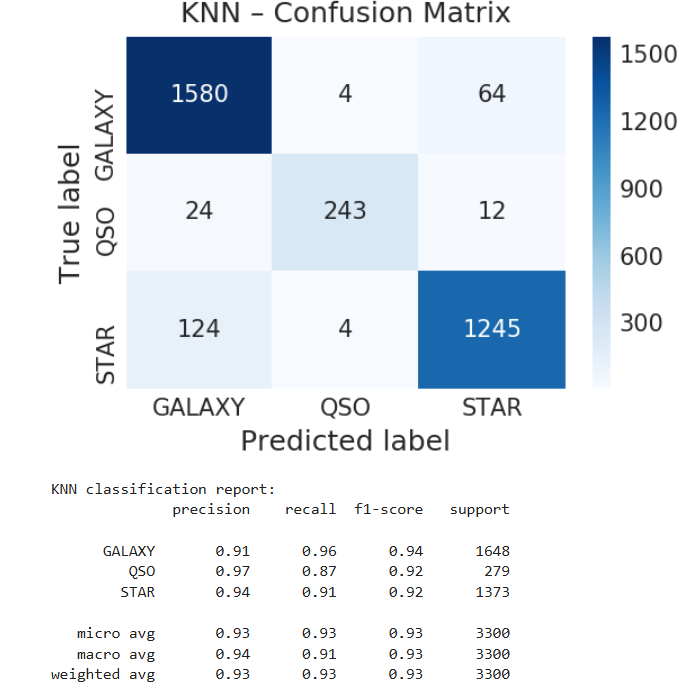 KNN – Confusion Matrix
True label
GALAXY
QSO
STAR
1580 4 64
24 243 12
124 4 1245
1500
1200
900
600
300
GALAXY QSO STAR
Predicted label
KNN classification report:
precision recall f1-score support
GALAXY 0.91 0.96 0.94 1648
QSO 0.97 0.87 0.92 279
STAR 0.94 0.91 0.92 1373
micro avg 0.93 0.93 0.93 3300
macro avg 0.94 0.91 0.93 3300
weighted avg 0.93 0.93 0.93 3300